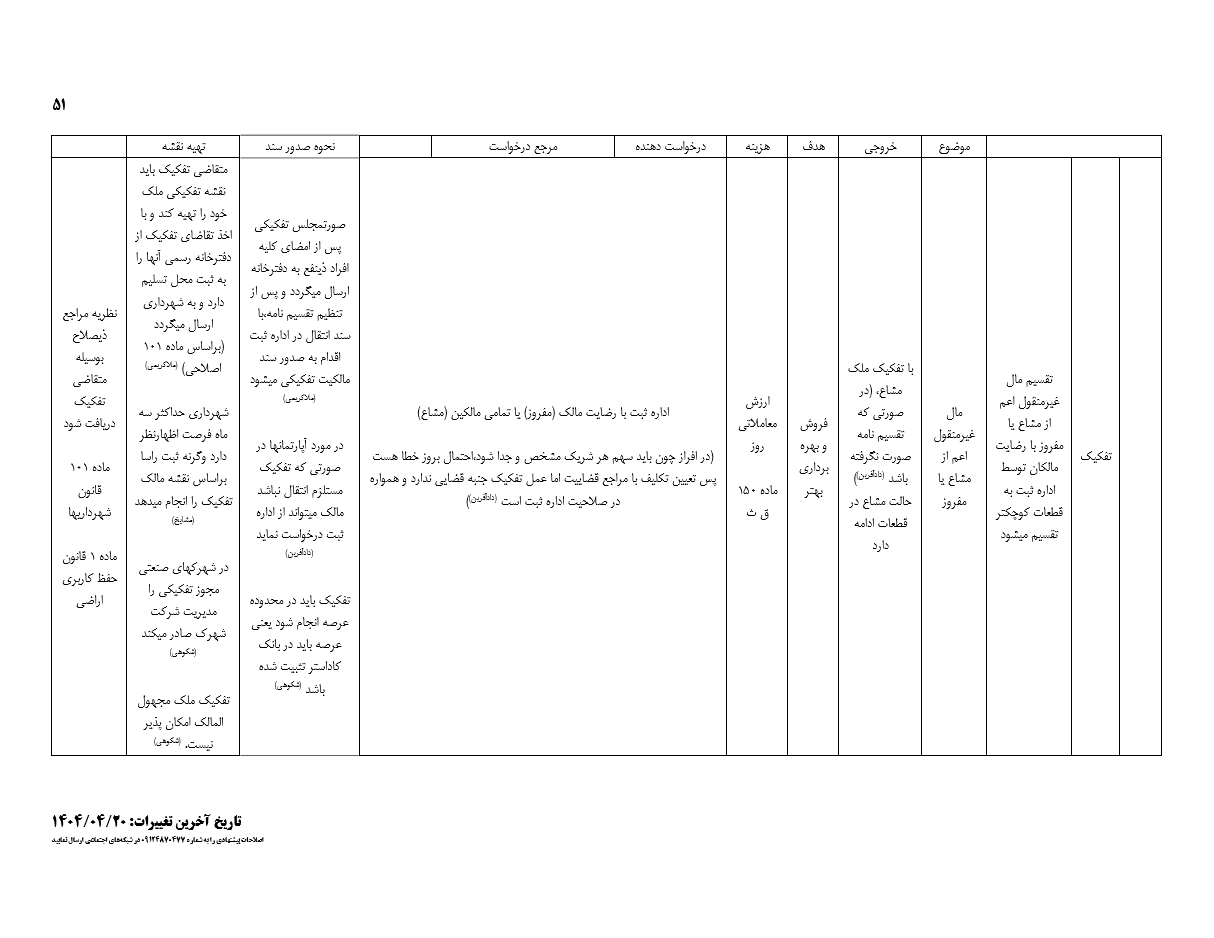 ۵۱
موضوع
خروجی
هدف
هزینه
درخواست دهنده
مرجع درخواست
نحوه صدور سند
تهیه نقشه
تفکیک
تقسیم مال
غیرمنقول اعم
از مشاع یا
مفروز با رضایت
مالکان توسط
اداره ثبت به
قطعات کوچکتر
تقسیم میشود
مال
غیرمنقول
اعم از
مشاع یا
مفروز
با تفکیک ملک
مشاع، (در
صورتی که
تقسیم نامه
صورت نگرفته
باشد (دادآفرین))
حالت مشاع در
قطعات ادامه
دارد
فروش
و بهره
برداری
بهتر
ارزش
معاملاتی
روز
ماده ۱۵۰
ق ث
اداره ثبت با رضایت مالک (مفروز) یا تمامی مالکین (مشاع)
(در افراز چون باید سهم هر شریک مشخص و جدا شود،احتمال بروز خطا هست
پس تعیین تکلیف با مراجع قضاییت اما عمل تفکیک جنبه قضایی ندارد و همواره
در صلاحیت اداره ثبت است (دادآفرین))
صورتمجلس تفکیکی
پس از امضای کلیه
افراد ذینفع به دفترخانه
ارسال میگردد و پس از
تنظیم تقسیم نامه،با
سند انتقال در اداره ثبت
اقدام به صدور سند
مالکیت تفکیکی میشود
(ملاکریمی)
در مورد آپارتمانها در
صورتی که تفکیک
مستلزم انتقال نباشد
مالک میتواند از اداره
ثبت درخواست نماید
(دادآفرین)
تفکیک باید در محدوده
عرصه انجام شود یعنی
عرصه باید در بانک
کاداستر تثبیت شده
باشد (شکوهی)
متقاضی تفکیک باید
نقشه تفکیکی ملک
خود را تهیه کند و با
اخذ تقاضای تفکیک از
دفترخانه رسمی آنها را
به ثبت محل تسلیم
دارد و به شهرداری
ارسال میگردد
(براساس ماده ۱۰۱
اصلاحی) (ملاکریمی)
شهرداری حداکثر سه
ماه فرصت اظهارنظر
دارد وگرنه ثبت راسا
براساس نقشه مالک
تفکیک را انجام میدهد
(مشایخ)
در شهرکهای صنعتی
مجوز تفکیکی را
مدیریت شرکت
شهرک صادر میکند
(شکوهی)
تفکیک ملک مجهول
المالک امکان پذیر
نیست. (شکوهی)
نظریه مراجع
ذیصلاح
بوسیله
متقاضی
تفکیک
دریافت شود
ماده ۱۰۱
قانون
شهرداریها
ماده ۱ قانون
حفظ کاربری
اراضی
تاریخ آخرین تغییرات: ۱۴۰۴/۰۴/۲۰
اصلاحات پیشنهادی را به شماره ۰۹۱۲۴۸۷۰۴۷۷ در شبکه‌های اجتماعی ارسال نمایید